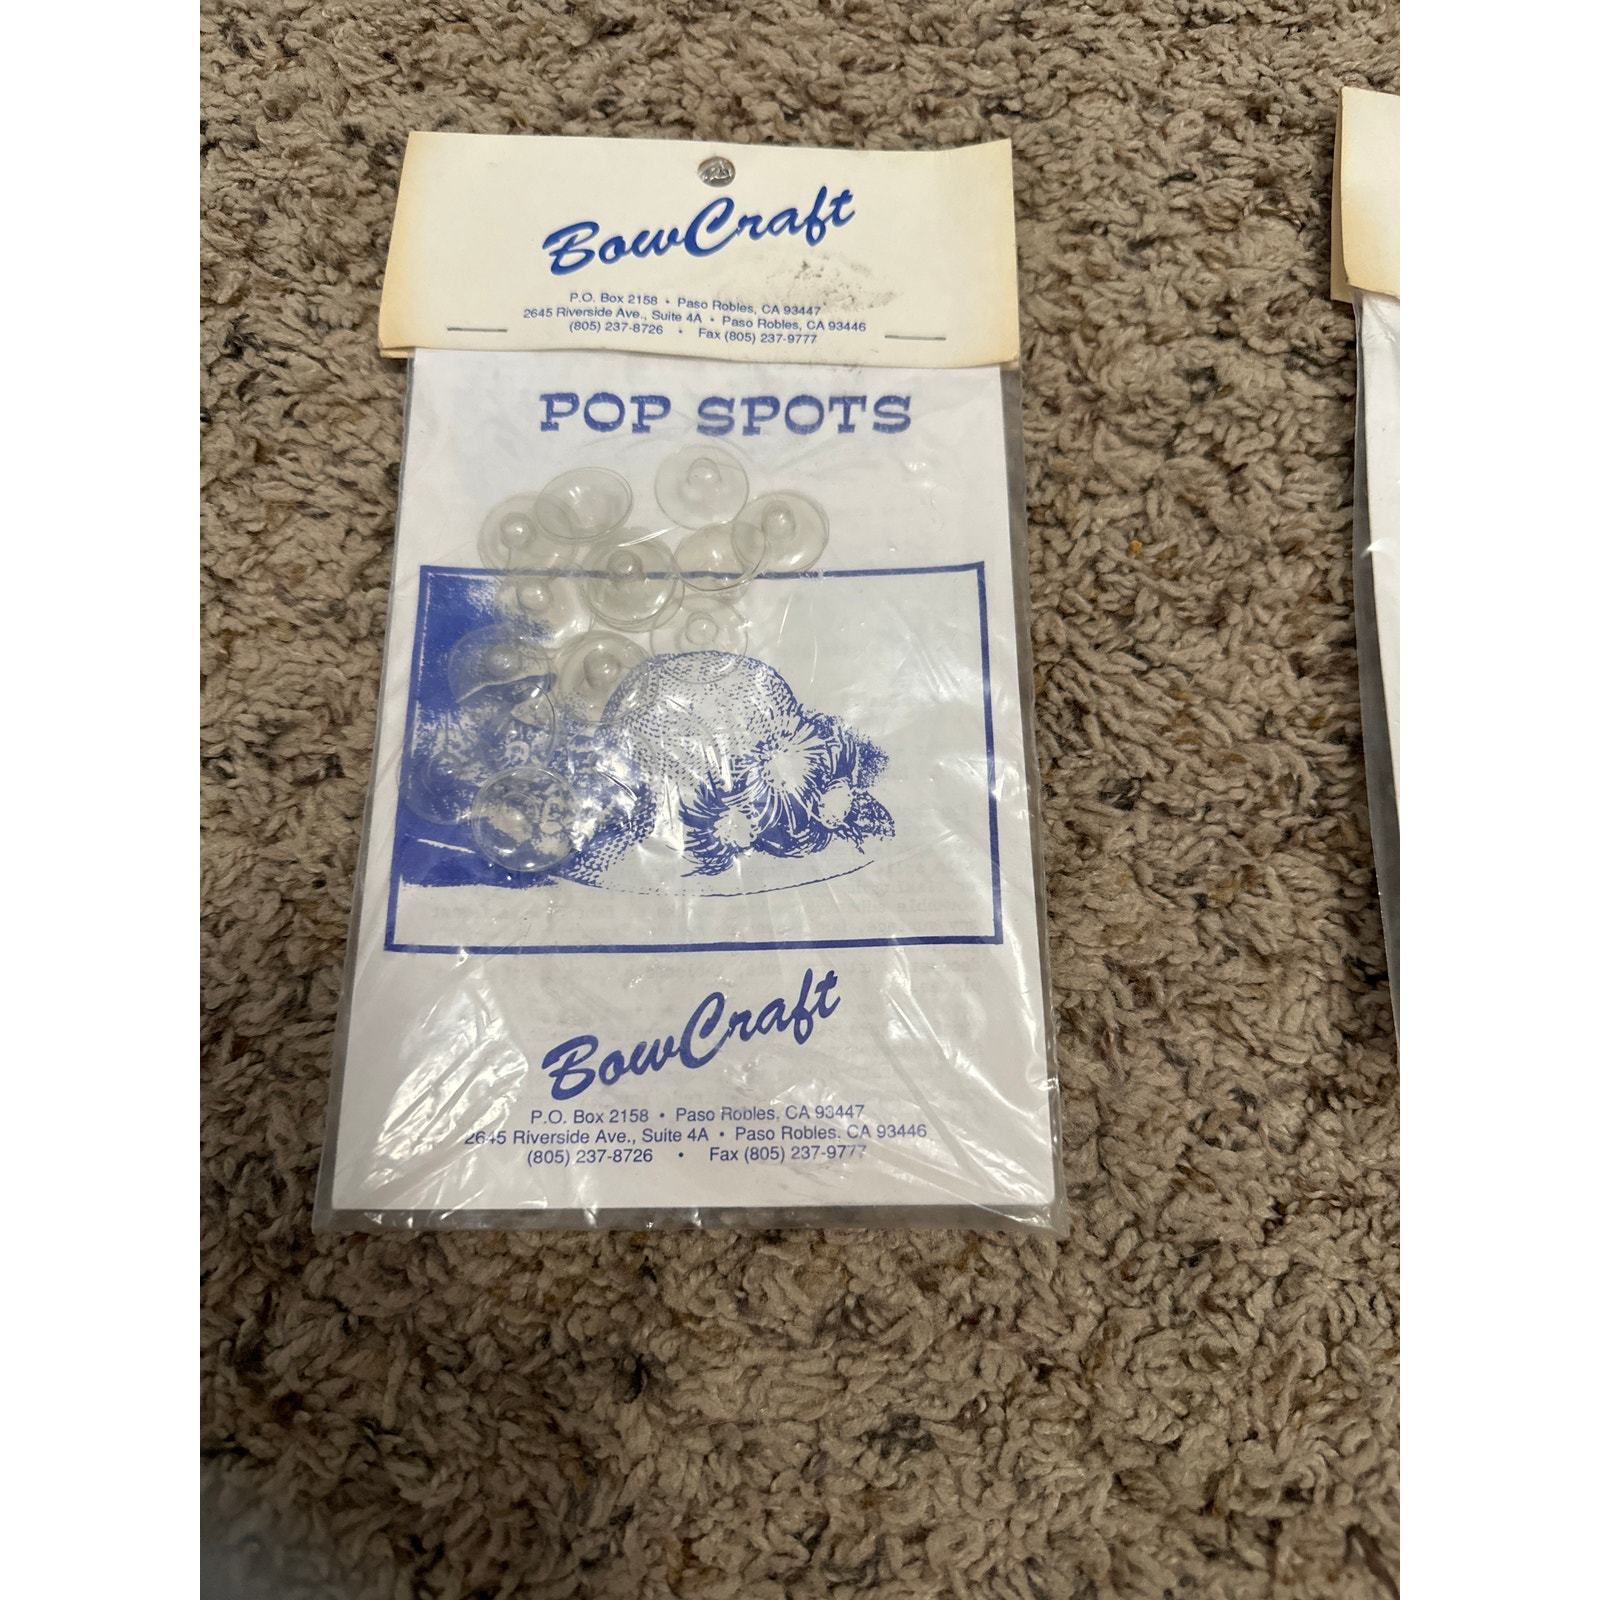 BowCraft
P.O. Box 2158 • Paso Robles, CA 93447
2645 Riverside Ave., Suite 4A • Paso Robles, CA 93446
(805) 237-8726 • Fax (805) 237-9777
POP SPOTS
BowCraft
P.O. Box 2158 • Paso Robles, CA 93447
2645 Riverside Ave., Suite 4A • Paso Robles, CA 93446
(805) 237-8726 • Fax (805) 237-9777